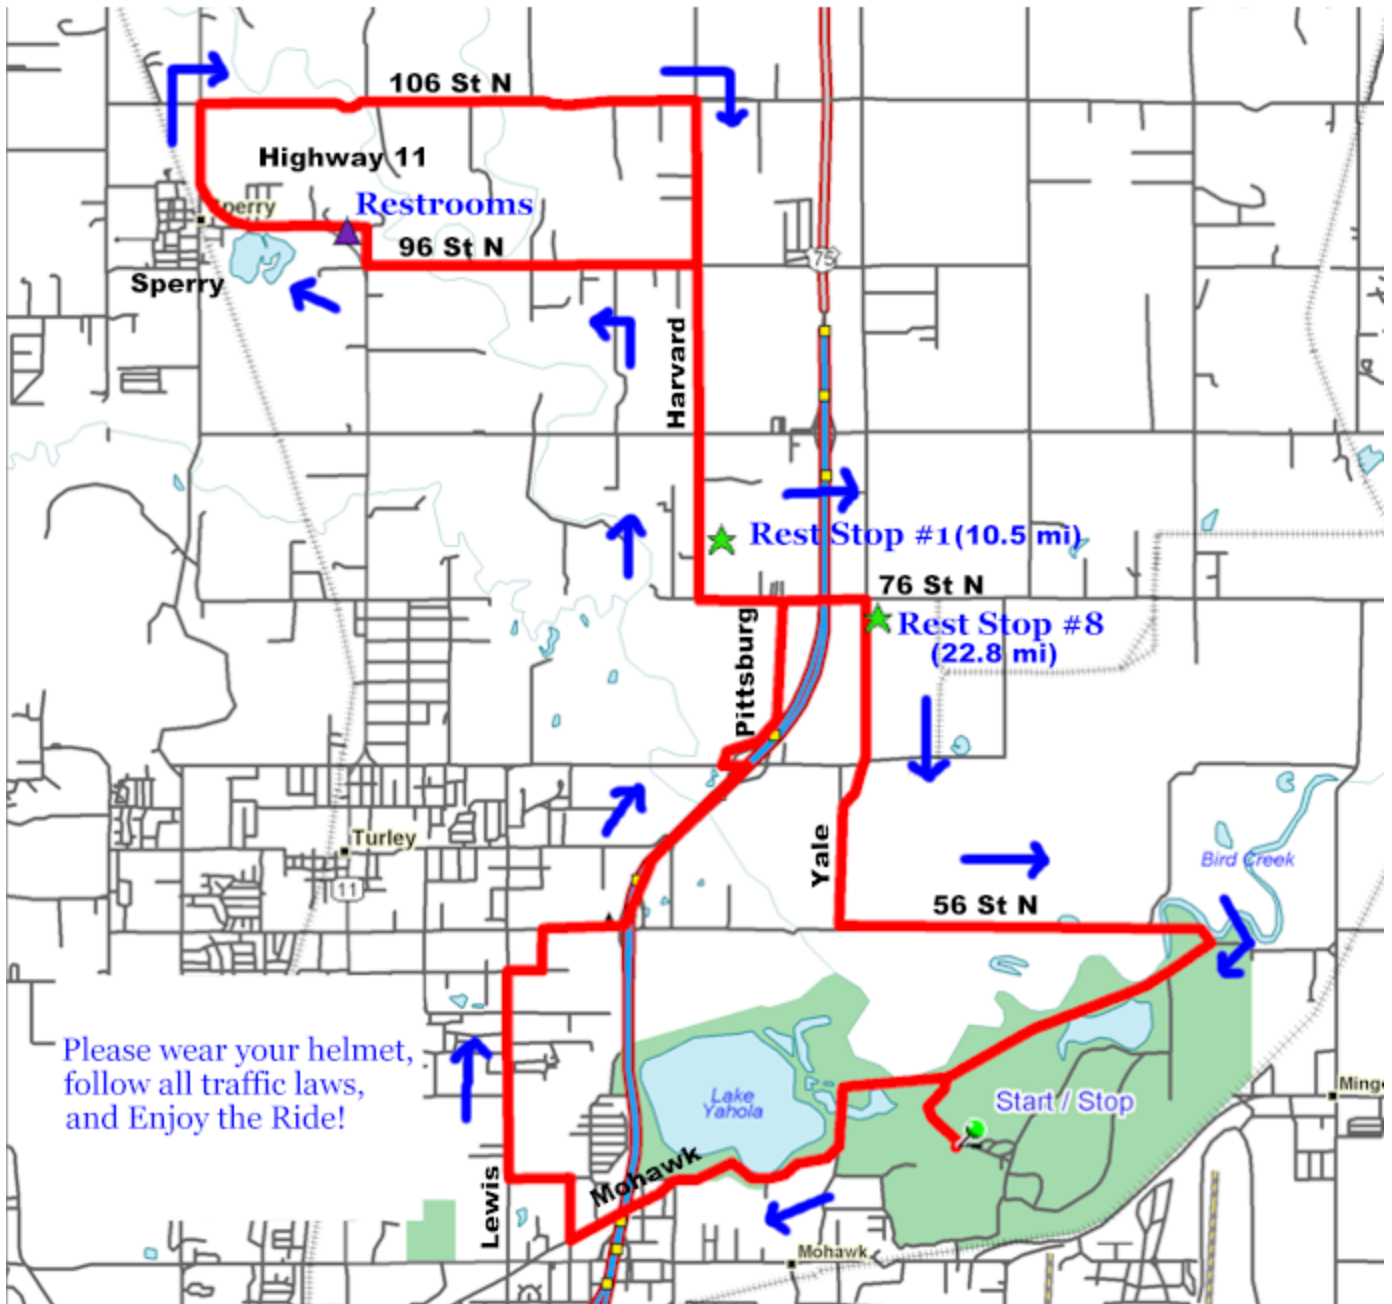 106 St N
Highway 11
Restrooms
Sperry
96 St N
Sperry
75
Harvard
Rest Stop #1(10.5 mi)
76 St N
Rest Stop #8
(22.8 mi)
Pittsburg
Turley
11
Yale
Bird Creek
56 St N
Please wear your helmet,
follow all traffic laws,
and Enjoy the Ride!
Lake
Yahola
Start / Stop
Ming
Mohawk
Lewis
Mohawk